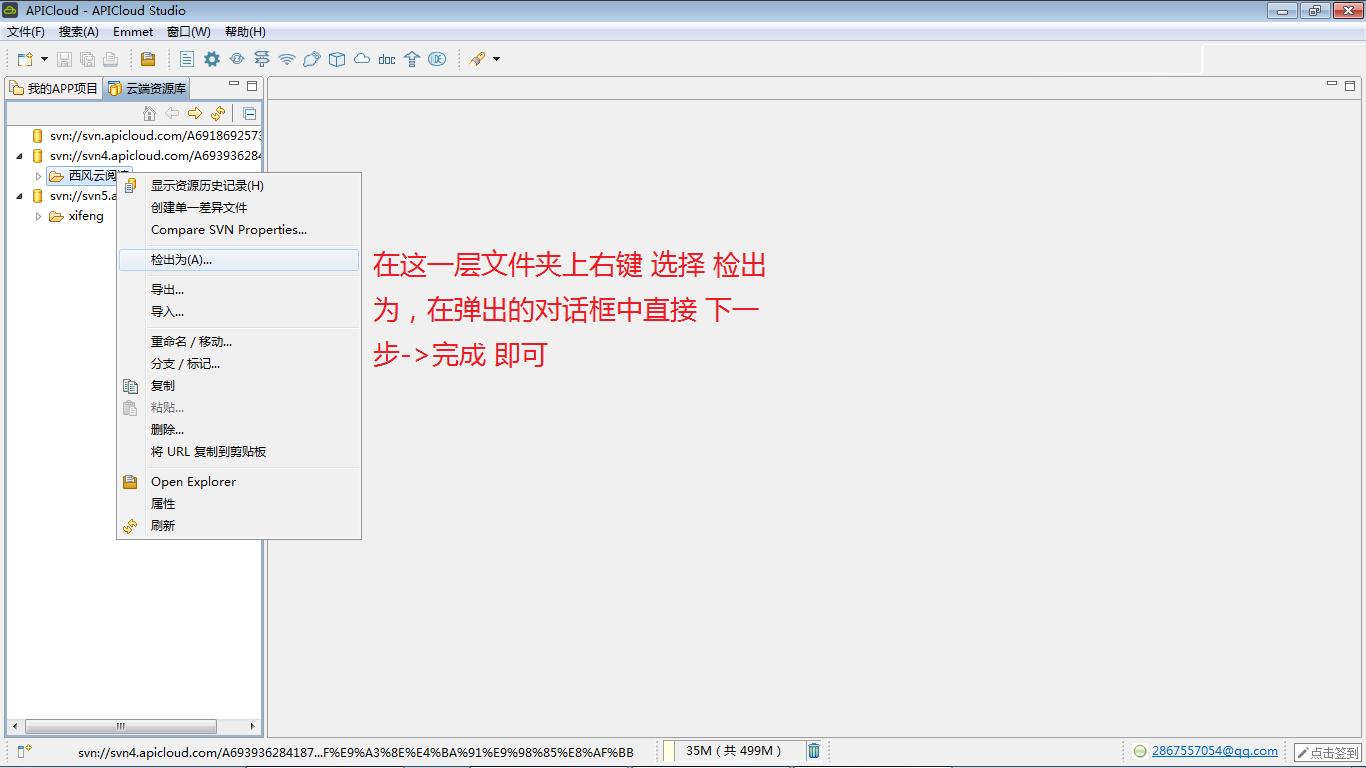 APICloud - APICloud Studio
文件(F) 搜索(A) Emmet 窗口(W) 帮助(H)
doc
我的APP项目 云端资源库
svn://svn.apicloud.com/A6918692573
svn://svn4.apicloud.com/A693936284
西风云阅读
svn://svn5.a
xifeng
显示资源历史记录(H)
创建单一差异文件
Compare SVN Properties...
检出为(A)...
导出...
导入...
重命名 / 移动...
分支 / 标记...
复制
粘贴...
删除...
将 URL 复制到剪贴板
Open Explorer
属性
刷新
在这一层文件夹上右键 选择 检出
为，在弹出的对话框中直接 下一
步->完成 即可
svn://svn4.apicloud.com/A693936284187...F%E9%A3%8E%E4%BA%91%E9%98%85%E8%AF%BB
35M ( 共 499M )
2867557054@qq.com
点击签到